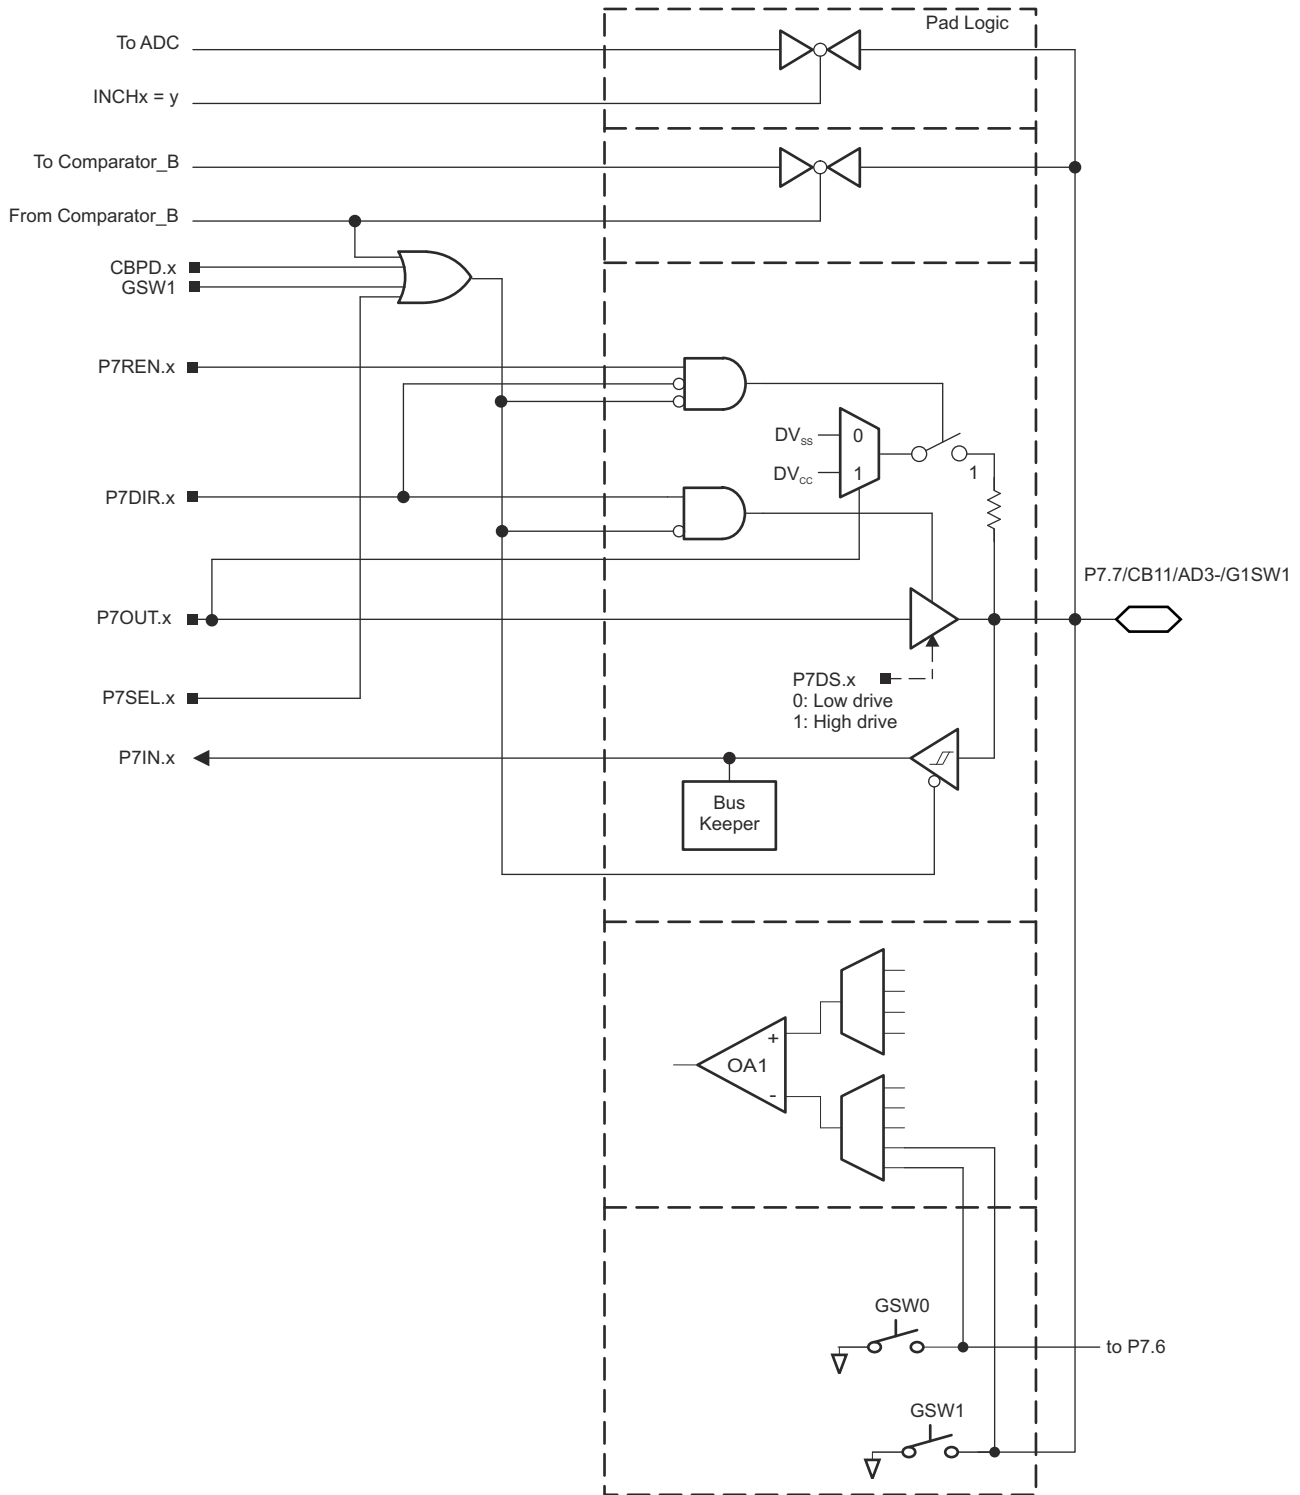 Pad Logic
To ADC
INCHx = y
To Comparator_B
From Comparator_B
CBPD.x
GSW1
P7REN.x
DVSS
0
DVCC
1
1
P7DIR.x
P7.7/CB11/AD3-/G1SW1
P7OUT.x
P7DS.x
0: Low drive
1: High drive
P7SEL.x
P7IN.x
Bus
Keeper
+
OA1
-
GSW0
to P7.6
GSW1